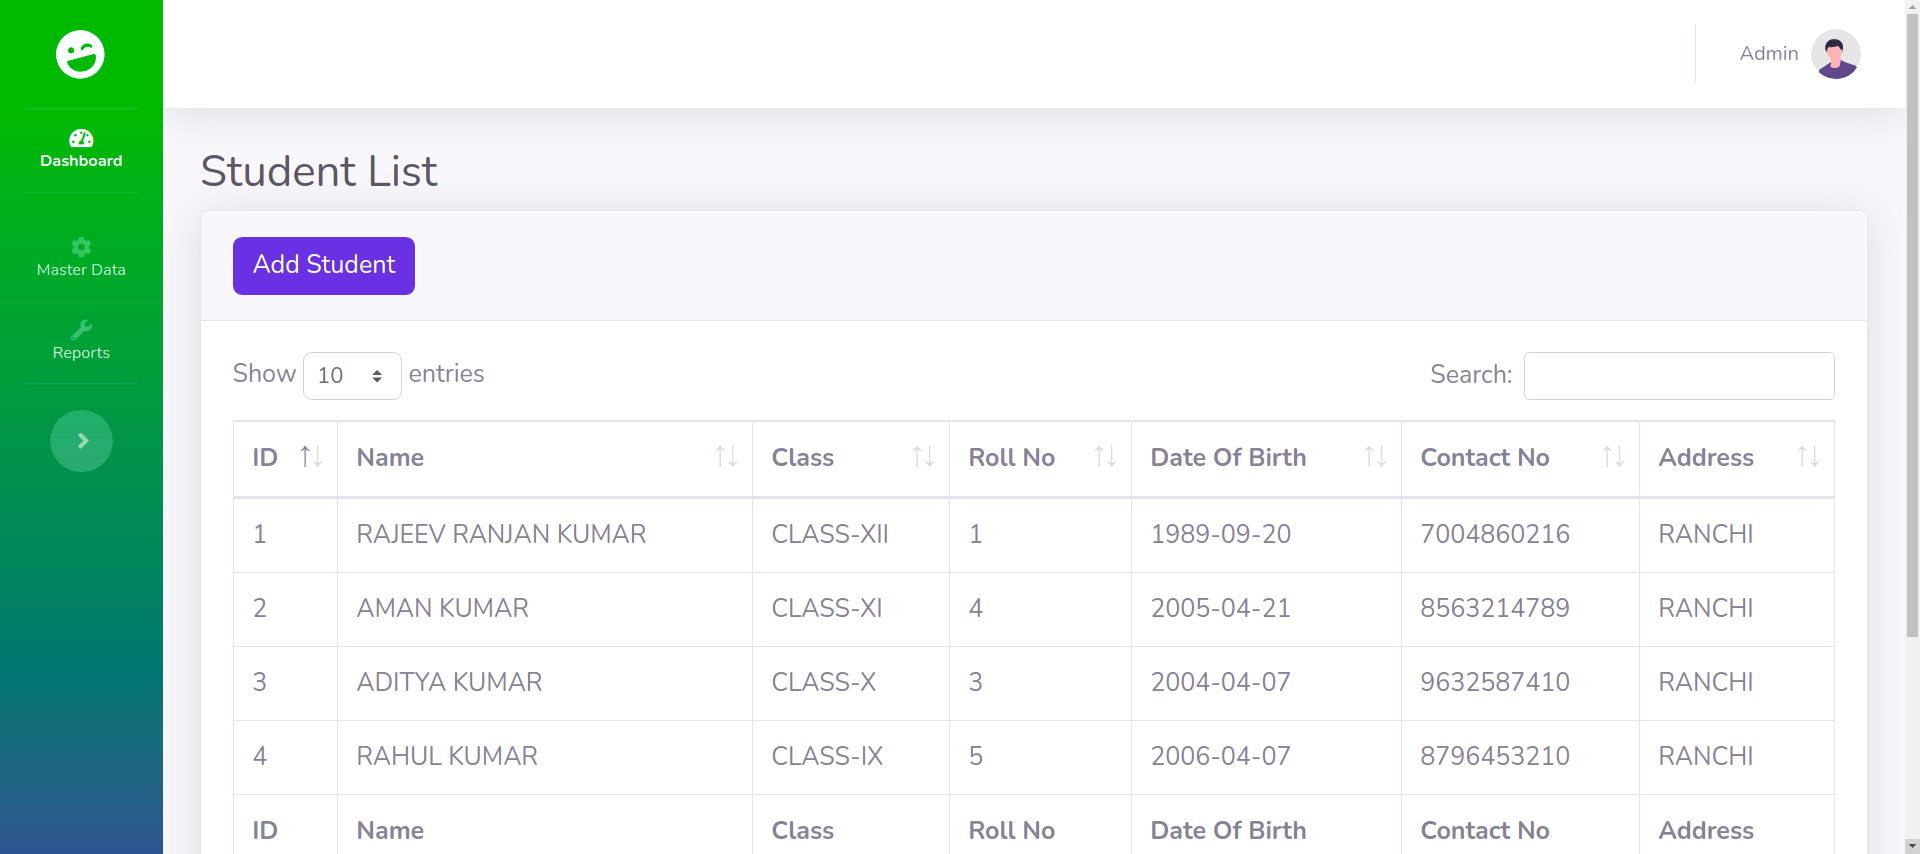 Admin
Dashboard
Master Data
Reports
Student List
Add Student
Show 10 entries Search:
ID Name Class Roll No Date Of Birth Contact No Address
1 RAJEEV RANJAN KUMAR CLASS-XII 1 1989-09-20 7004860216 RANCHI
2 AMAN KUMAR CLASS-XI 4 2005-04-21 8563214789 RANCHI
3 ADITYA KUMAR CLASS-X 3 2004-04-07 9632587410 RANCHI
4 RAHUL KUMAR CLASS-IX 5 2006-04-07 8796453210 RANCHI
ID Name Class Roll No Date Of Birth Contact No Address